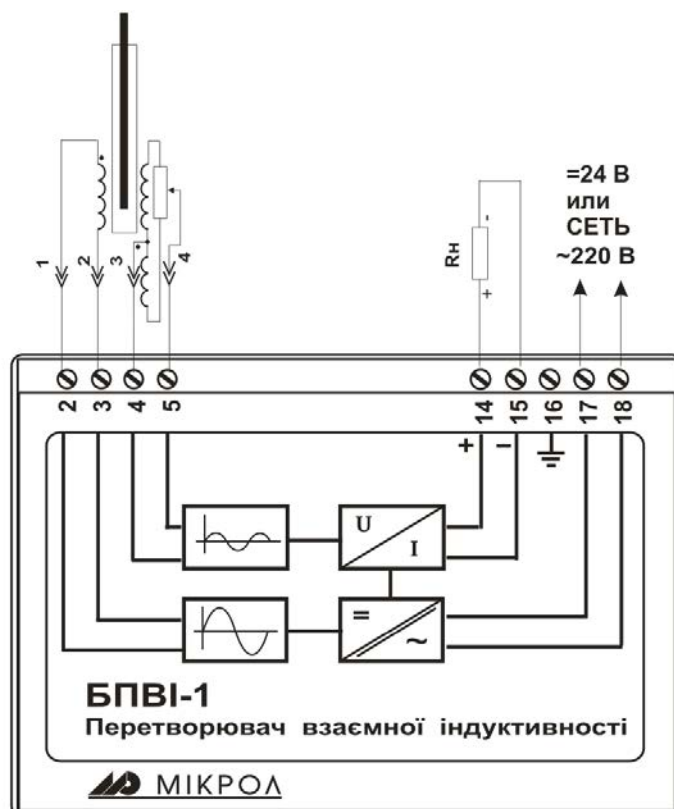 =24 В
или
СЕТЬ
~220 В
1
2
3
4
Rн
-
+
2
3
4
5
14
15
16
17
18
+
−
U
I
=
~
БПВІ-1
Перетворювач взаємної індуктивності
МІКРОЛ